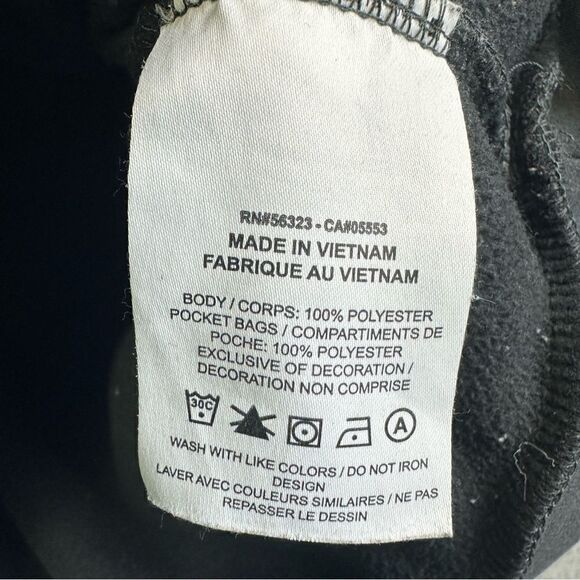 RN#56323 - CA#05553
MADE IN VIETNAM
FABRIQUE AU VIETNAM
BODY / CORPS: 100% POLYESTER
POCKET BAGS / COMPARTIMENTS DE
POCHE: 100% POLYESTER
EXCLUSIVE OF DECORATION /
DECORATION NON COMPRISE
30C A
WASH WITH LIKE COLORS / DO NOT IRON
DESIGN
LAVER AVEC COULEURS SIMILAIRES / NE PAS
REPASSER LE DESSIN